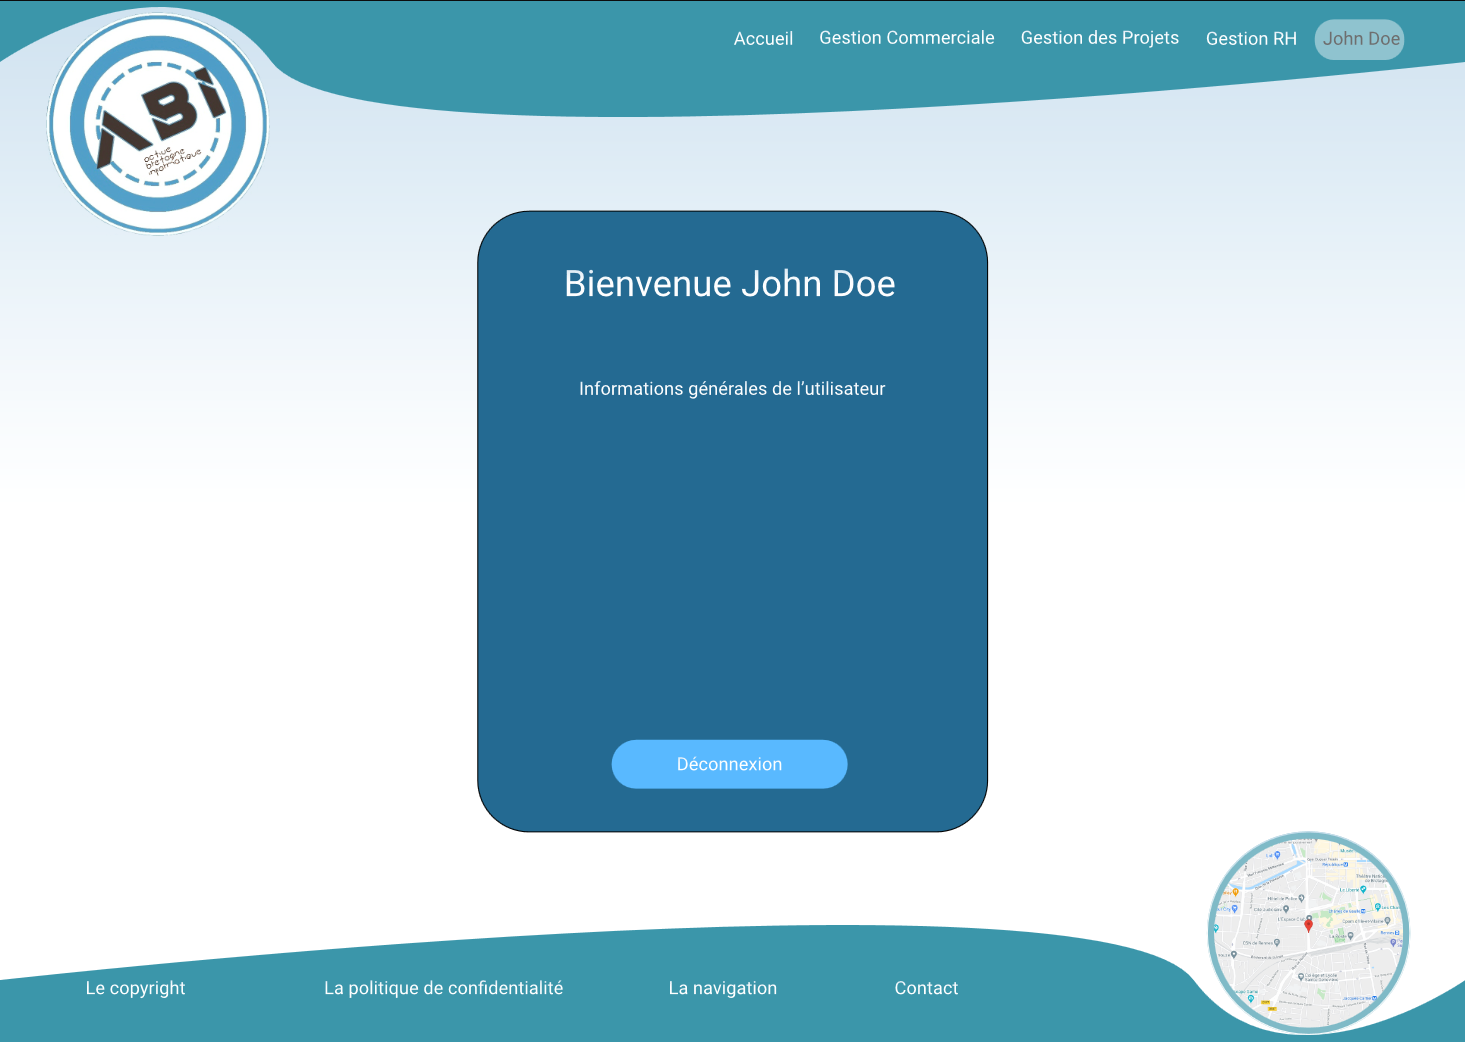 Accueil
Gestion Commerciale
Gestion des Projets
Gestion RH
John Doe
ABI
active
bretagne
informatique
Bienvenue John Doe
Informations générales de l’utilisateur
Déconnexion
Le copyright
La politique de confidentialité
La navigation
Contact